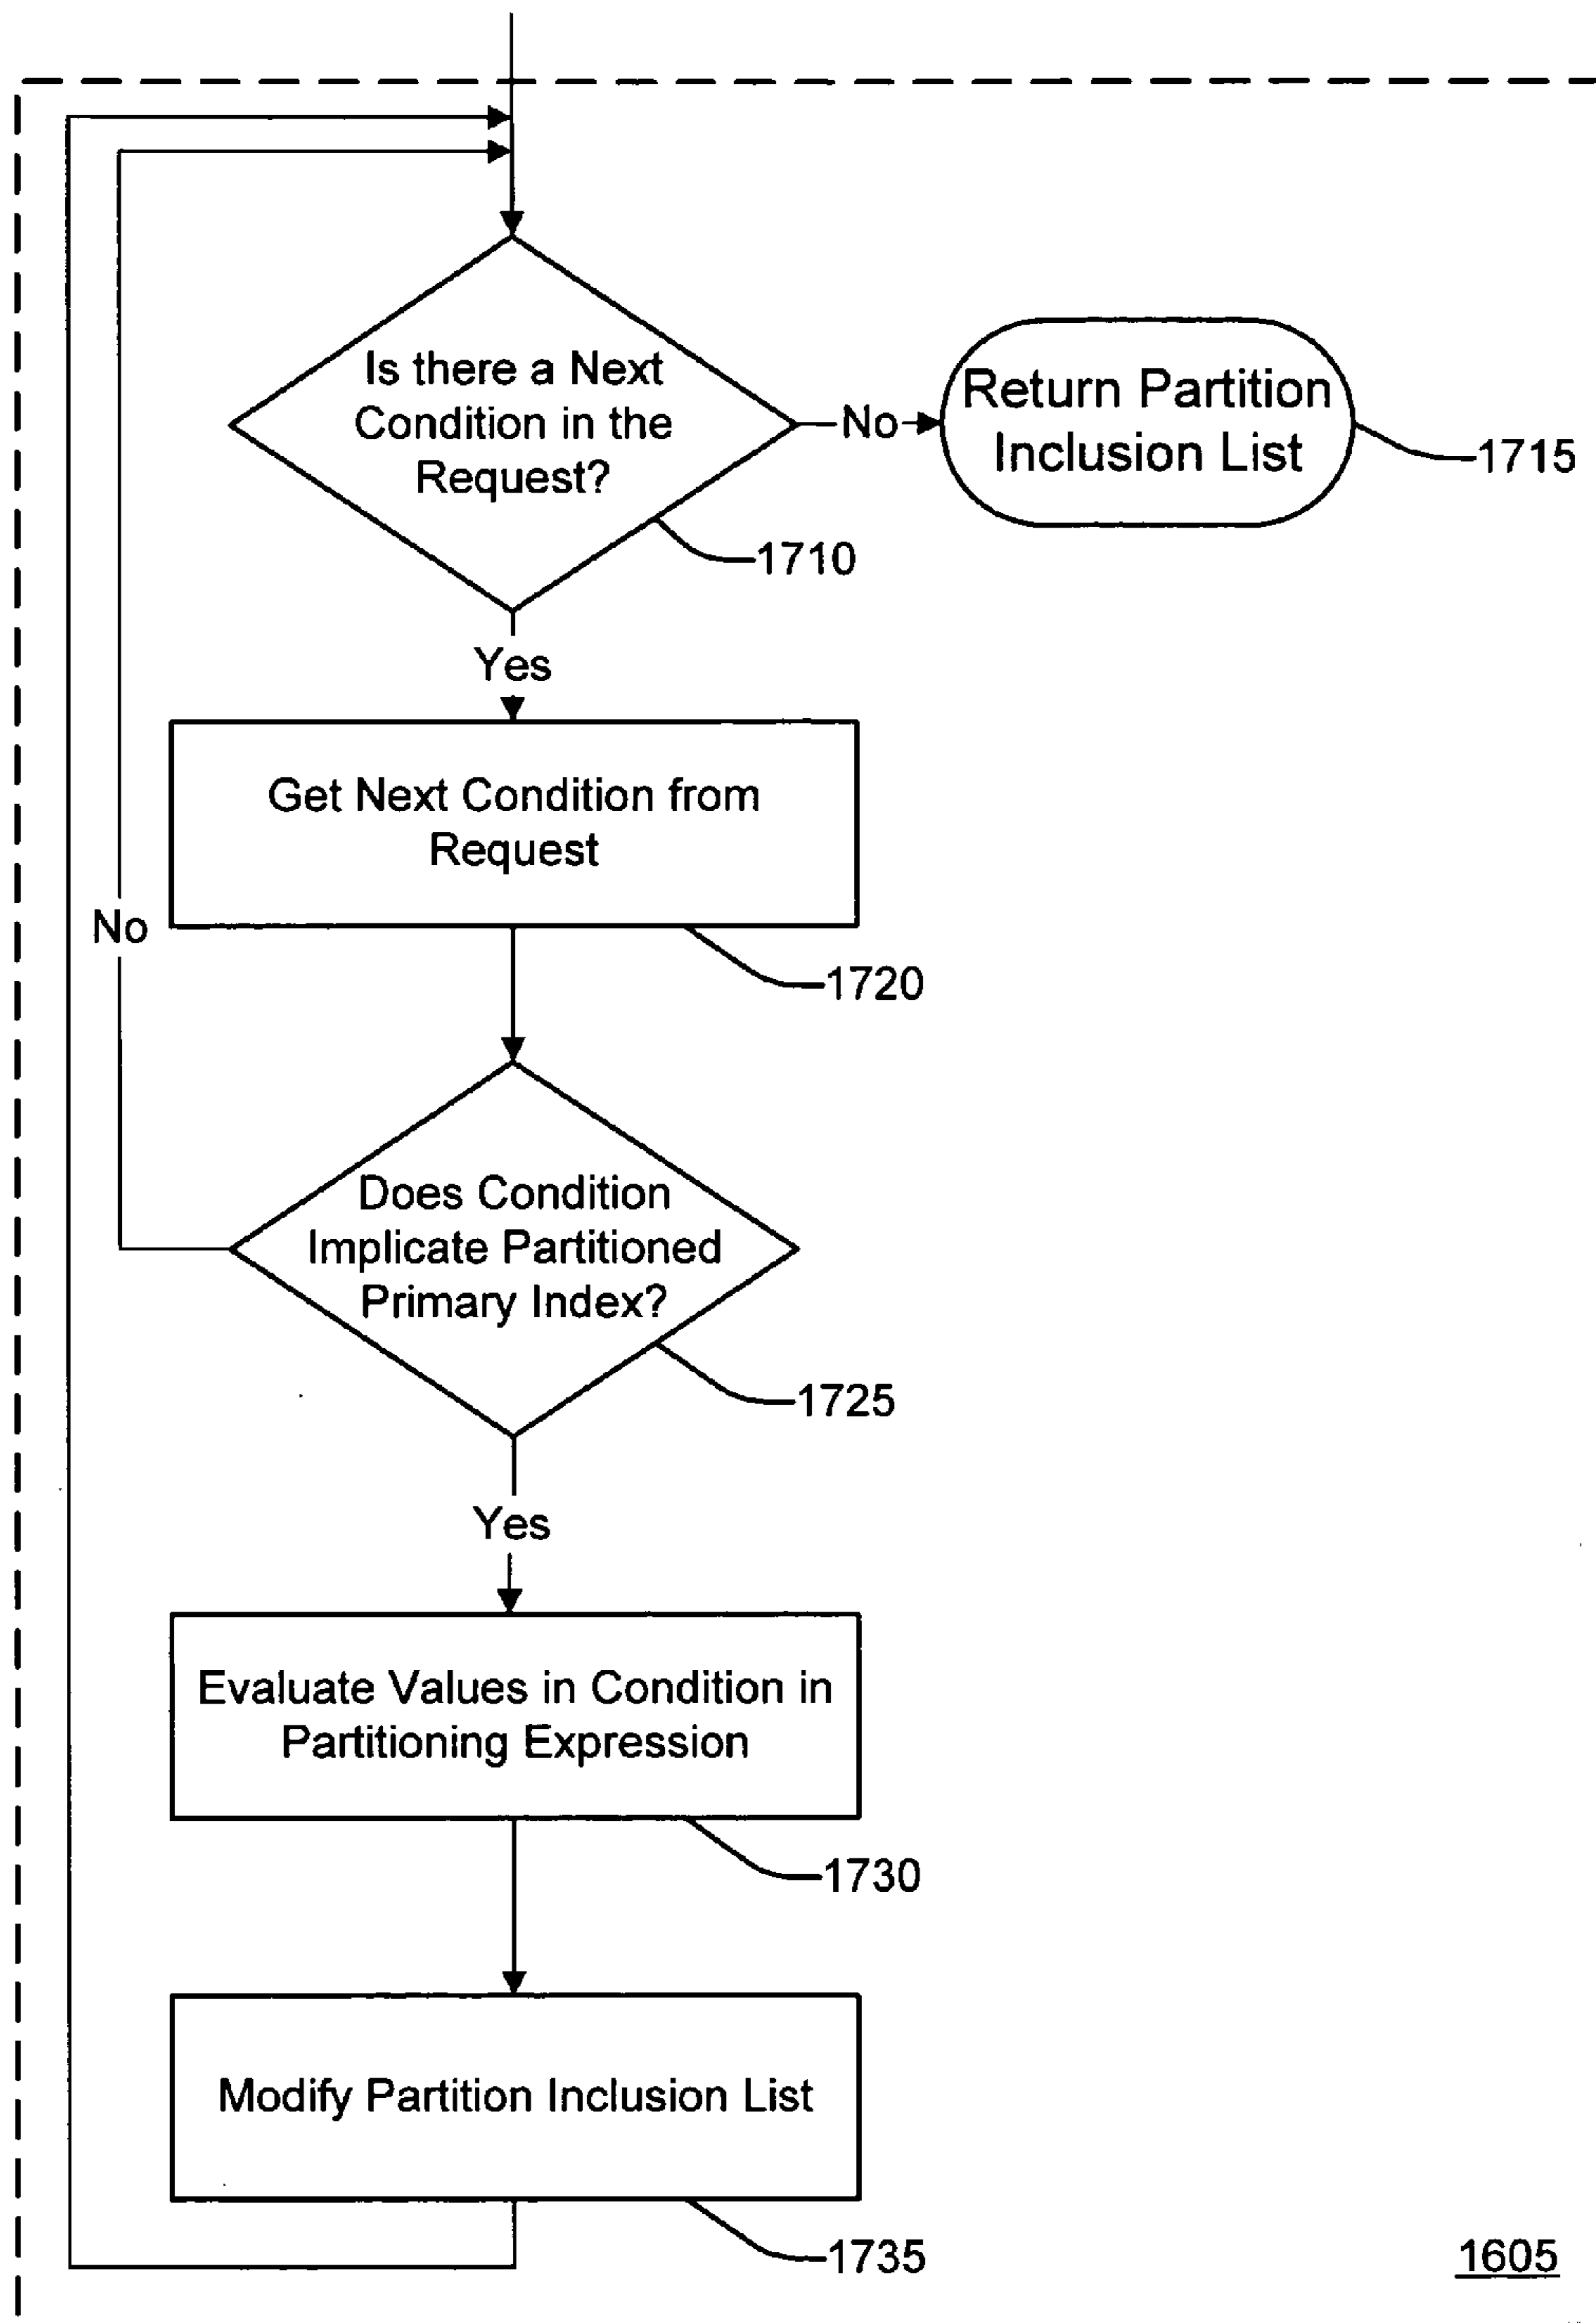 Is there a Next
Condition in the
Request?
No
Return Partition
Inclusion List
1715
1710
Yes
Get Next Condition from
Request
No
1720
Does Condition
Implicate Partitioned
Primary Index?
1725
Yes
Evaluate Values in Condition in
Partitioning Expression
1730
Modify Partition Inclusion List
1735
1605